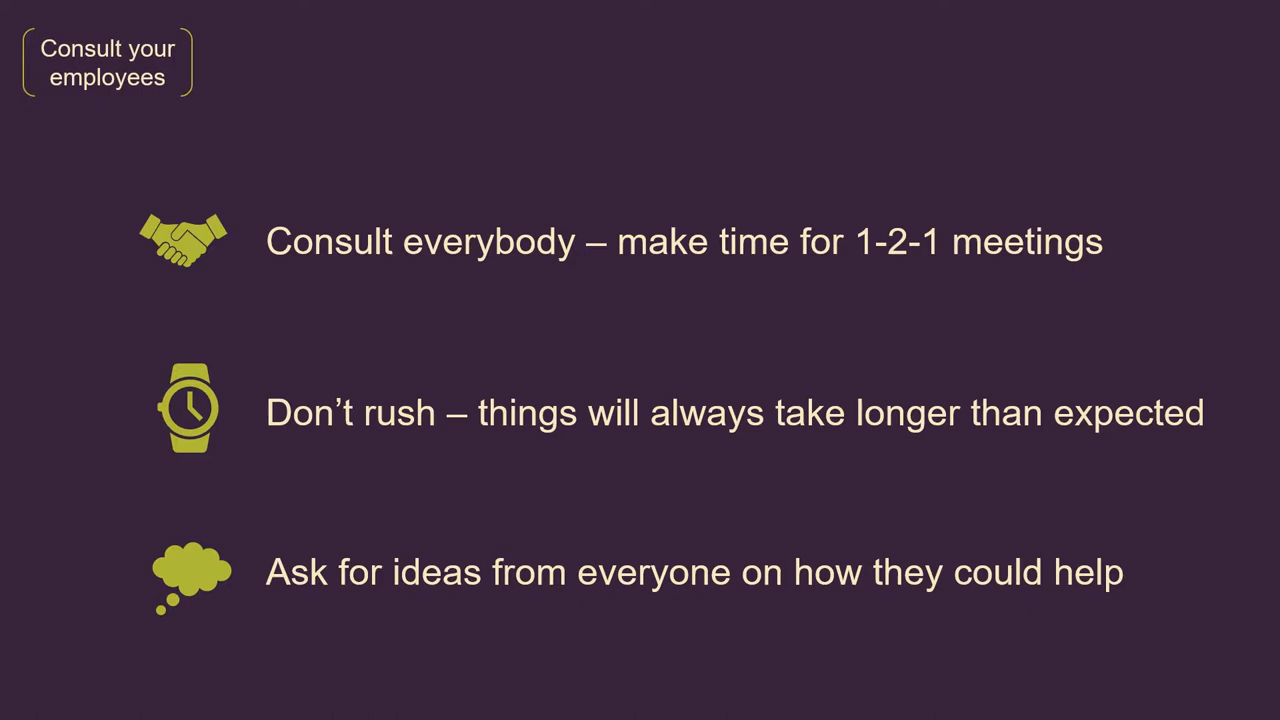 Consult your
employees
Consult everybody – make time for 1-2-1 meetings
Don’t rush – things will always take longer than expected
Ask for ideas from everyone on how they could help